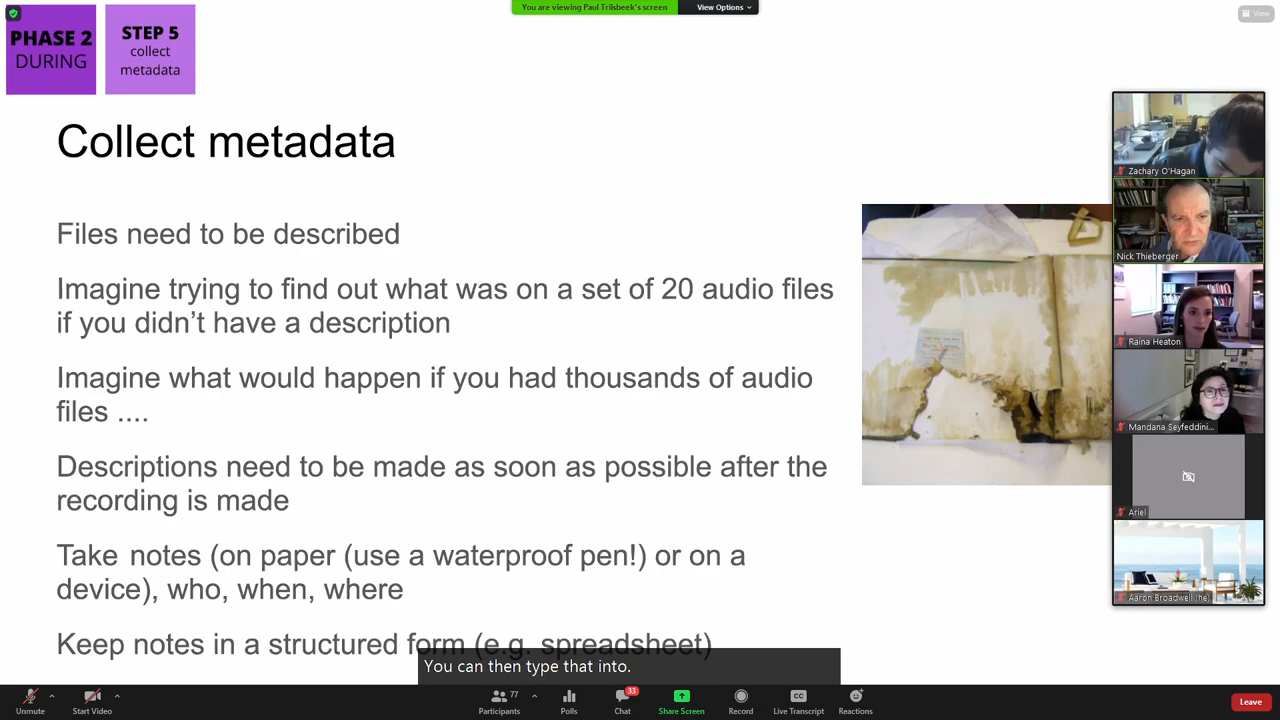 You are viewing Paul Trilsbeek's screen
View Options
View
PHASE 2
DURING
STEP 5
collect
metadata
Collect metadata
Files need to be described
Imagine trying to find out what was on a set of 20 audio files
if you didn't have a description
Imagine what would happen if you had thousands of audio
files ....
Descriptions need to be made as soon as possible after the
recording is made
Take notes (on paper (use a waterproof pen!) or on a
device), who, when, where
Keep notes in a structured form (e.g. spreadsheet)
You can then type that into.
Zachary O'Hagan
Nick Thieberger
Raina Heaton
Mandana Seyfeddini...
Ariel
Aaron Broadwell (he)
Unmute
Start Video
77
Participants
Polls
33
Chat
Share Screen
Record
CC
Live Transcript
Reactions
Leave